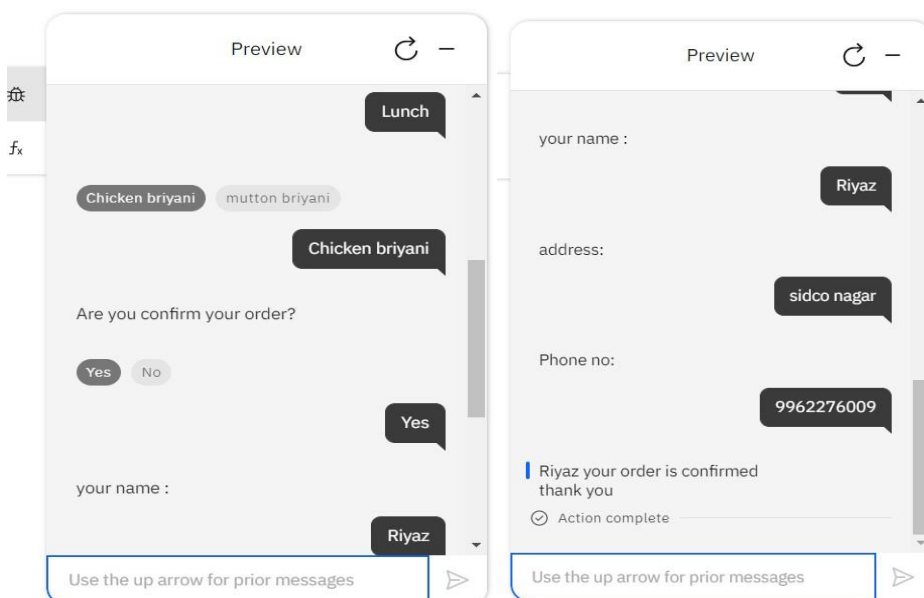 Preview
Lunch
Chicken briyani mutton briyani
Chicken briyani
Are you confirm your order?
Yes No
Yes
your name :
Riyaz
Use the up arrow for prior messages
fx
Preview
your name :
Riyaz
address:
sidco nagar
Phone no:
9962276009
Riyaz your order is confirmed
thank you
Action complete
Use the up arrow for prior messages